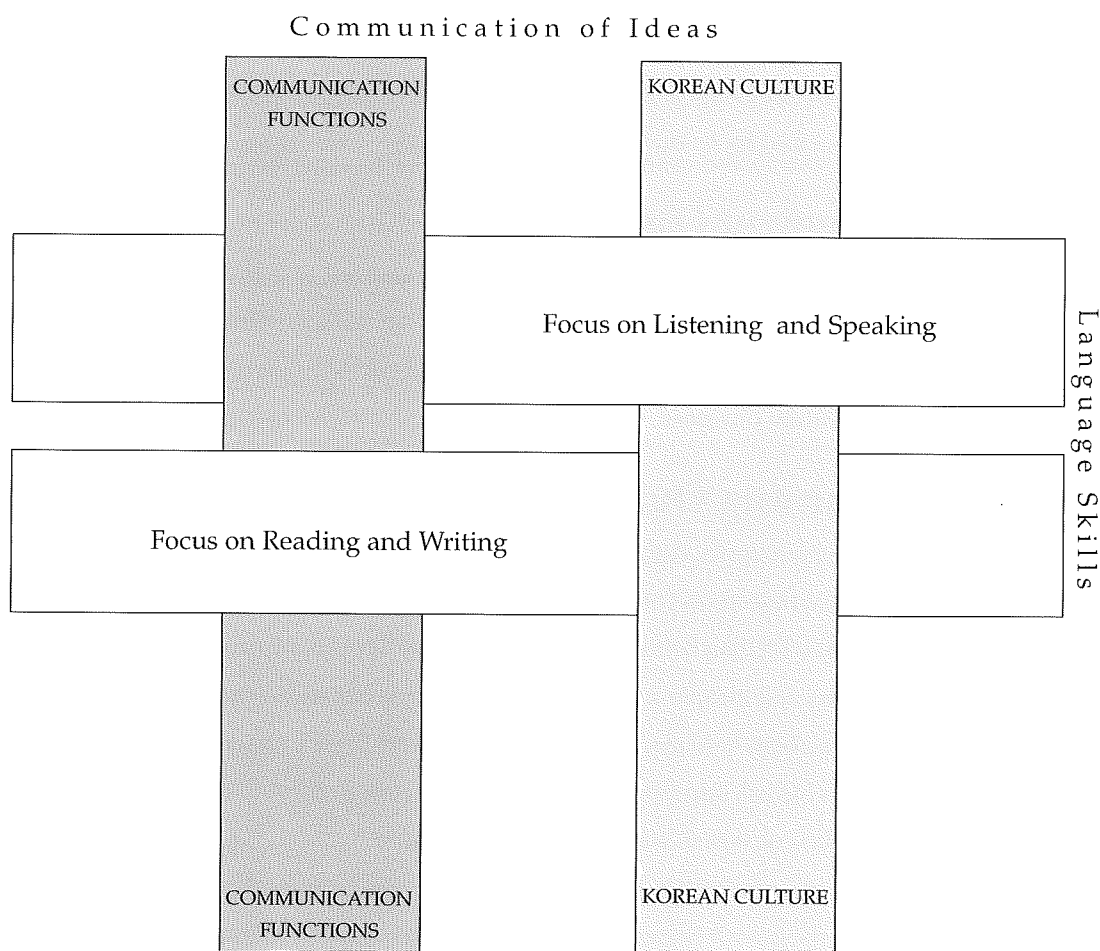 Communication of Ideas
COMMUNICATION
FUNCTIONS
KOREAN CULTURE
Focus on Listening and Speaking
Language Skills
Focus on Reading and Writing
COMMUNICATION
FUNCTIONS
KOREAN CULTURE